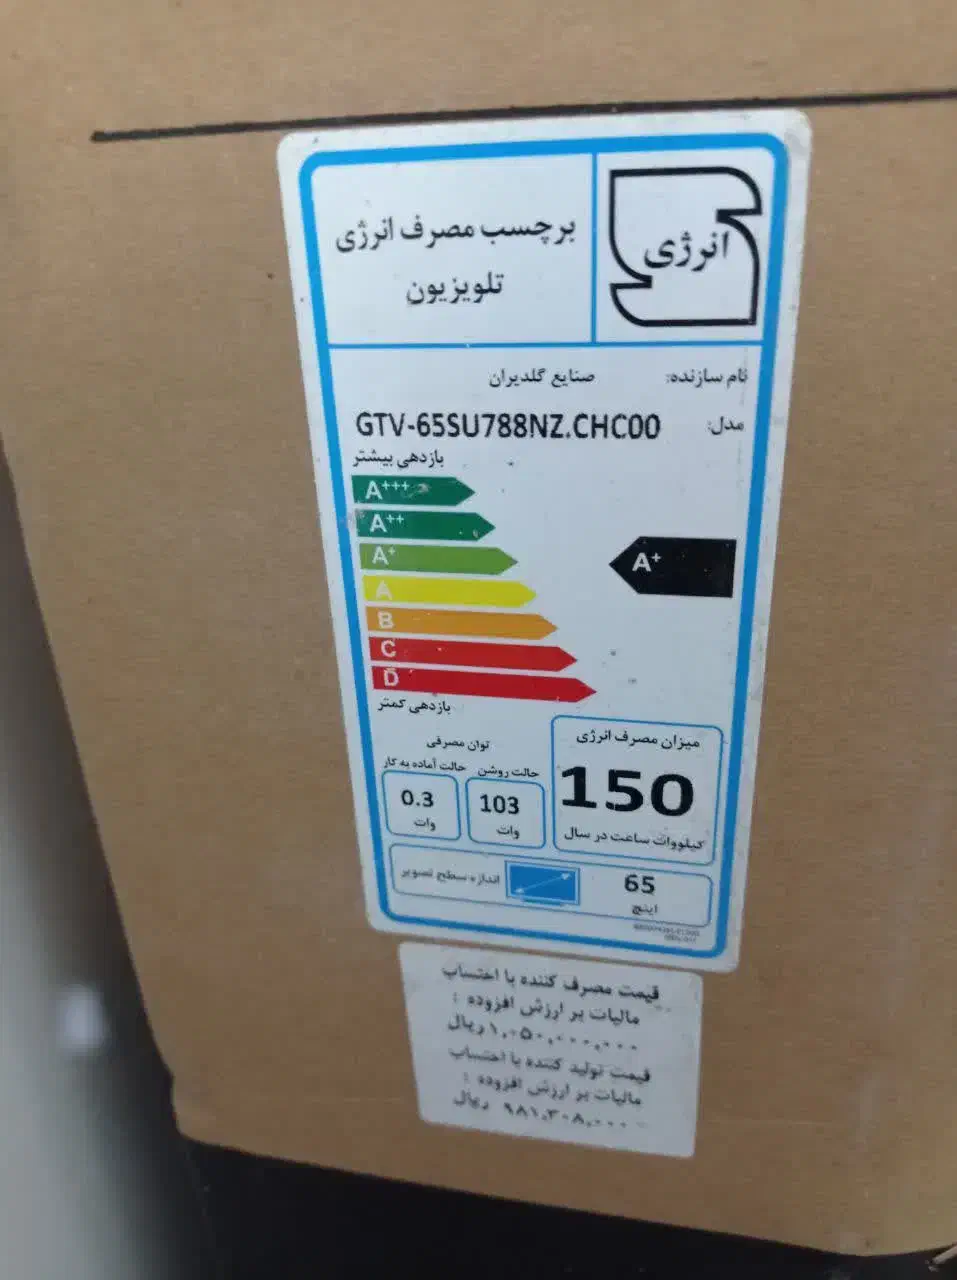 برچسب مصرف انرژی
تلویزیون
انرژی
نام سازنده: صنایع گلدیران
مدل: GTV-65SU788NZ.CHC00
بازدهی بیشتر
A+++
A++
A+
A+
A
B
C
D
بازدهی کمتر
میزان مصرف انرژی
150
کیلووات ساعت در سال
توان مصرفی
حالت روشن
103
وات
حالت آماده به کار
0.3
وات
اندازه سطح تصویر
65
اینچ
قیمت مصرف کننده با احتساب
مالیات بر ارزش افزوده :
۱,۰۵۰,۰۰۰,۰۰۰ ریال
قیمت تولید کننده با احتساب
مالیات بر ارزش افزوده :
۹۸۱,۳۰۸,۰۰۰ ریال